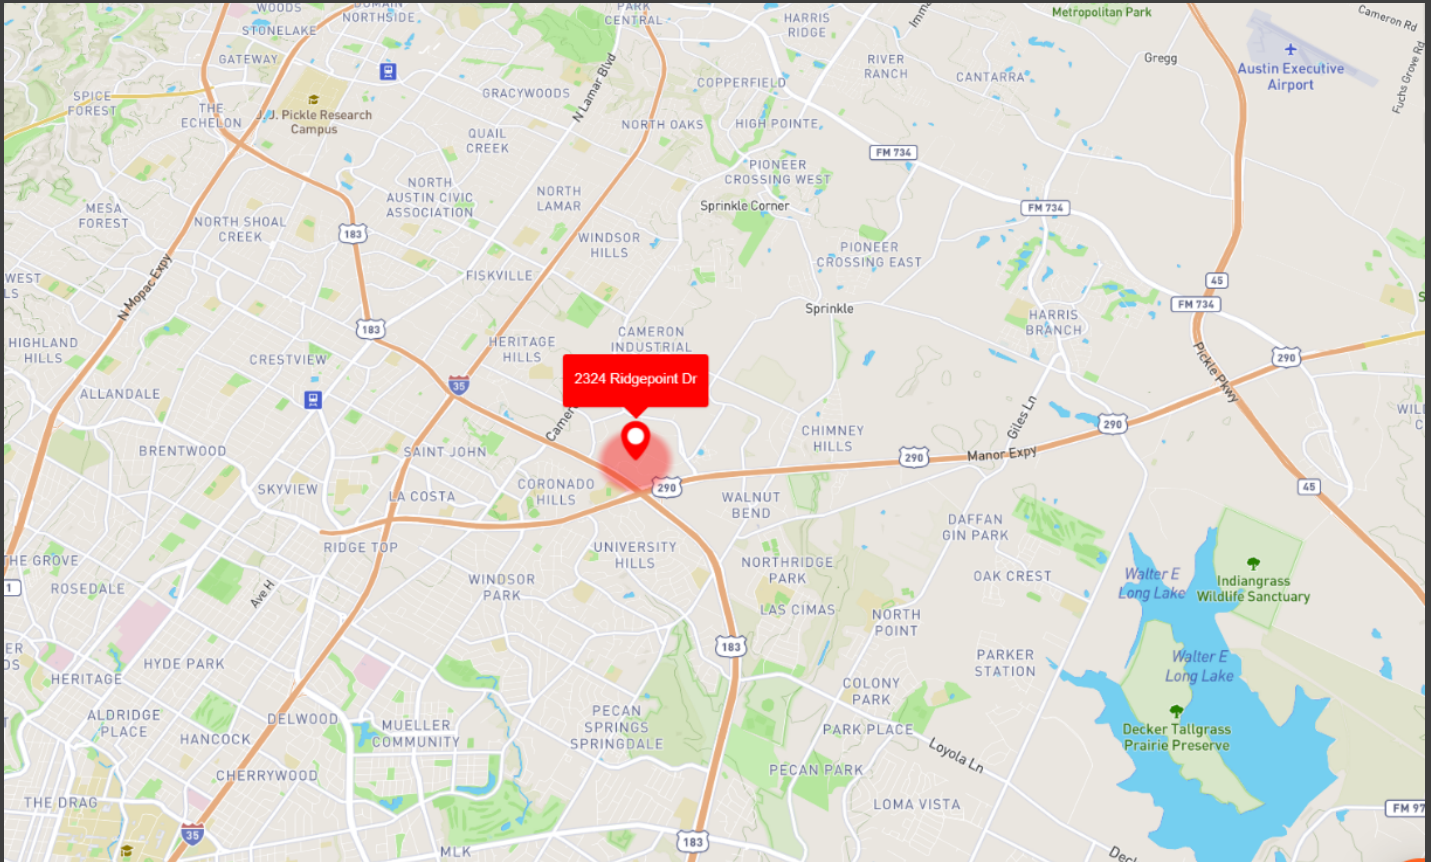 WOODS
DOMAIN
NORTHSIDE
STONELAKE
GATEWAY
PARK
CENTRAL
HARRIS
RIDGE
Metropolitan Park
Cameron Rd
Gregg
Austin Executive
Airport
Fuchs Grove Rd
RIVER
RANCH
CANTARRA
COPPERFIELD
N Lamar Blvd
GRACYWOODS
SPICE
FOREST
THE
ECHELON
J.J. Pickle Research
Campus
NORTH OAKS
HIGH POINTE
QUAIL
CREEK
FM 734
PIONEER
CROSSING WEST
NORTH
AUSTIN CIVIC
ASSOCIATION
NORTH
LAMAR
Sprinkle Corner
FM 734
MESA
FOREST
NORTH SHOAL
CREEK
183
WINDSOR
HILLS
PIONEER
CROSSING EAST
WEST
LS
N Mopac Expy
FISKVILLE
45
FM 734
Sprinkle
HARRIS
BRANCH
183
HIGHLAND
HILLS
CRESTVIEW
HERITAGE
HILLS
CAMERON
INDUSTRIAL
290
Pickle Pkwy
2324 Ridgepoint Dr
35
ALLANDALE
Giles Ln
290
CHIMNEY
HILLS
BRENTWOOD
SAINT JOHN
290
Manor Expy
SKYVIEW
LA COSTA
CORONADO
HILLS
290
WALNUT
BEND
45
DAFFAN
GIN PARK
RIDGE TOP
UNIVERSITY
HILLS
NORTHRIDGE
PARK
THE GROVE
1
ROSEDALE
Ave H
WINDSOR
PARK
OAK CREST
Walter E
Long Lake
Indiangrass
Wildlife Sanctuary
LAS CIMAS
NORTH
POINT
183
HYDE PARK
HERITAGE
PARKER
STATION
Walter E
Long Lake
COLONY
PARK
ALDRIDGE
PLACE
DELWOOD
HANCOCK
MUELLER
COMMUNITY
PECAN
SPRINGS
SPRINGDALE
PARK PLACE
Decker Tallgrass
Prairie Preserve
Loyola Ln
CHERRYWOOD
PECAN PARK
THE DRAG
LOMA VISTA
FM 97
35
183
MLK